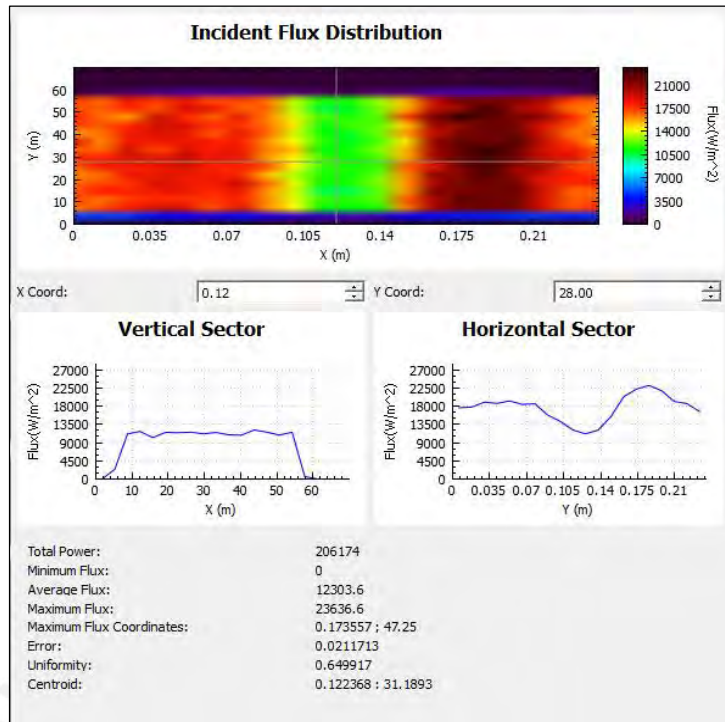 Incident Flux Distribution
60
50
40
30
20
10
0
Y (m)
0 0.035 0.07 0.105 0.14 0.175 0.21
X (m)
21000
17500
14000
10500
7000
3500
0
Flux(W/m^2)
X Coord: 0.12 Y Coord: 28.00
Vertical Sector
27000
22500
18000
13500
9000
4500
0
Flux(W/m^2)
0 10 20 30 40 50 60
X (m)
Horizontal Sector
27000
22500
18000
13500
9000
4500
0
Flux(W/m^2)
0 0.035 0.07 0.105 0.14 0.175 0.21
Y (m)
Total Power: 206174
Minimum Flux: 0
Average Flux: 12303.6
Maximum Flux: 23636.6
Maximum Flux Coordinates: 0.173557 ; 47.25
Error: 0.0211713
Uniformity: 0.649917
Centroid: 0.122368 ; 31.1893